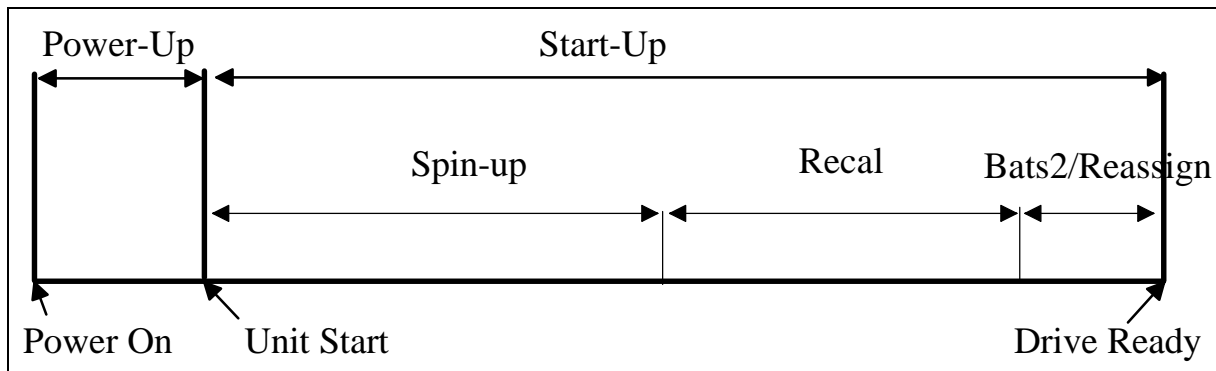 Power-Up Start-Up
Spin-up Recal Bats2/Reassign
Power On Unit Start Drive Ready